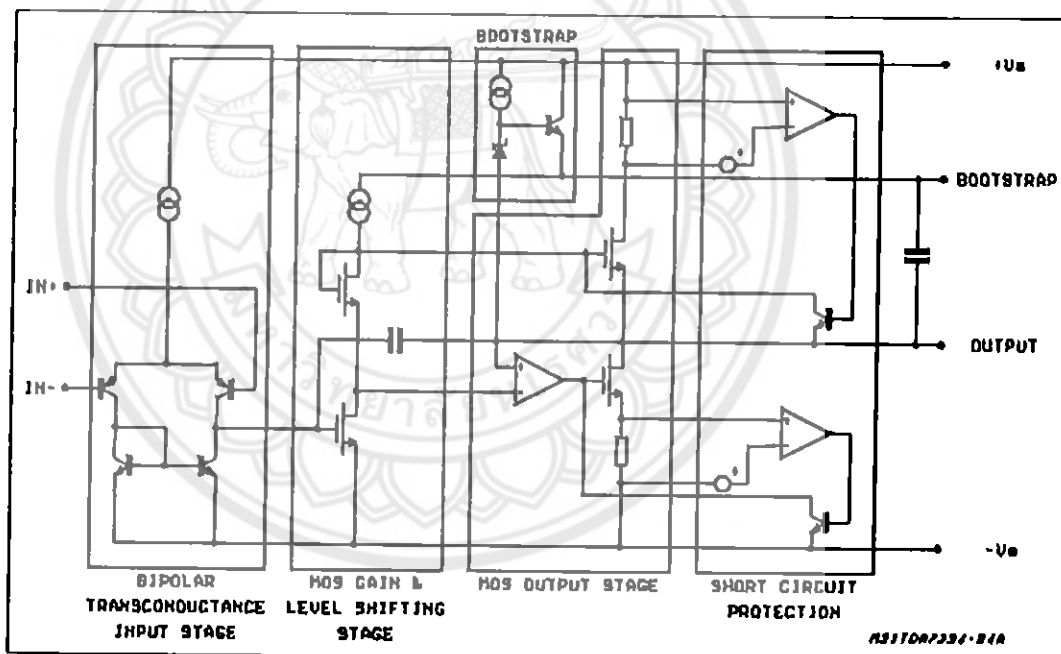 BOOTSTRAP
+Vs
BOOTSTRAP
IN+
OUTPUT
IN-
-Vs
BIPOLAR
TRANSCONDUCTANCE
INPUT STAGE
MOS GAIN &
LEVEL SHIFTING
STAGE
MOS OUTPUT STAGE
SHORT CIRCUIT
PROTECTION